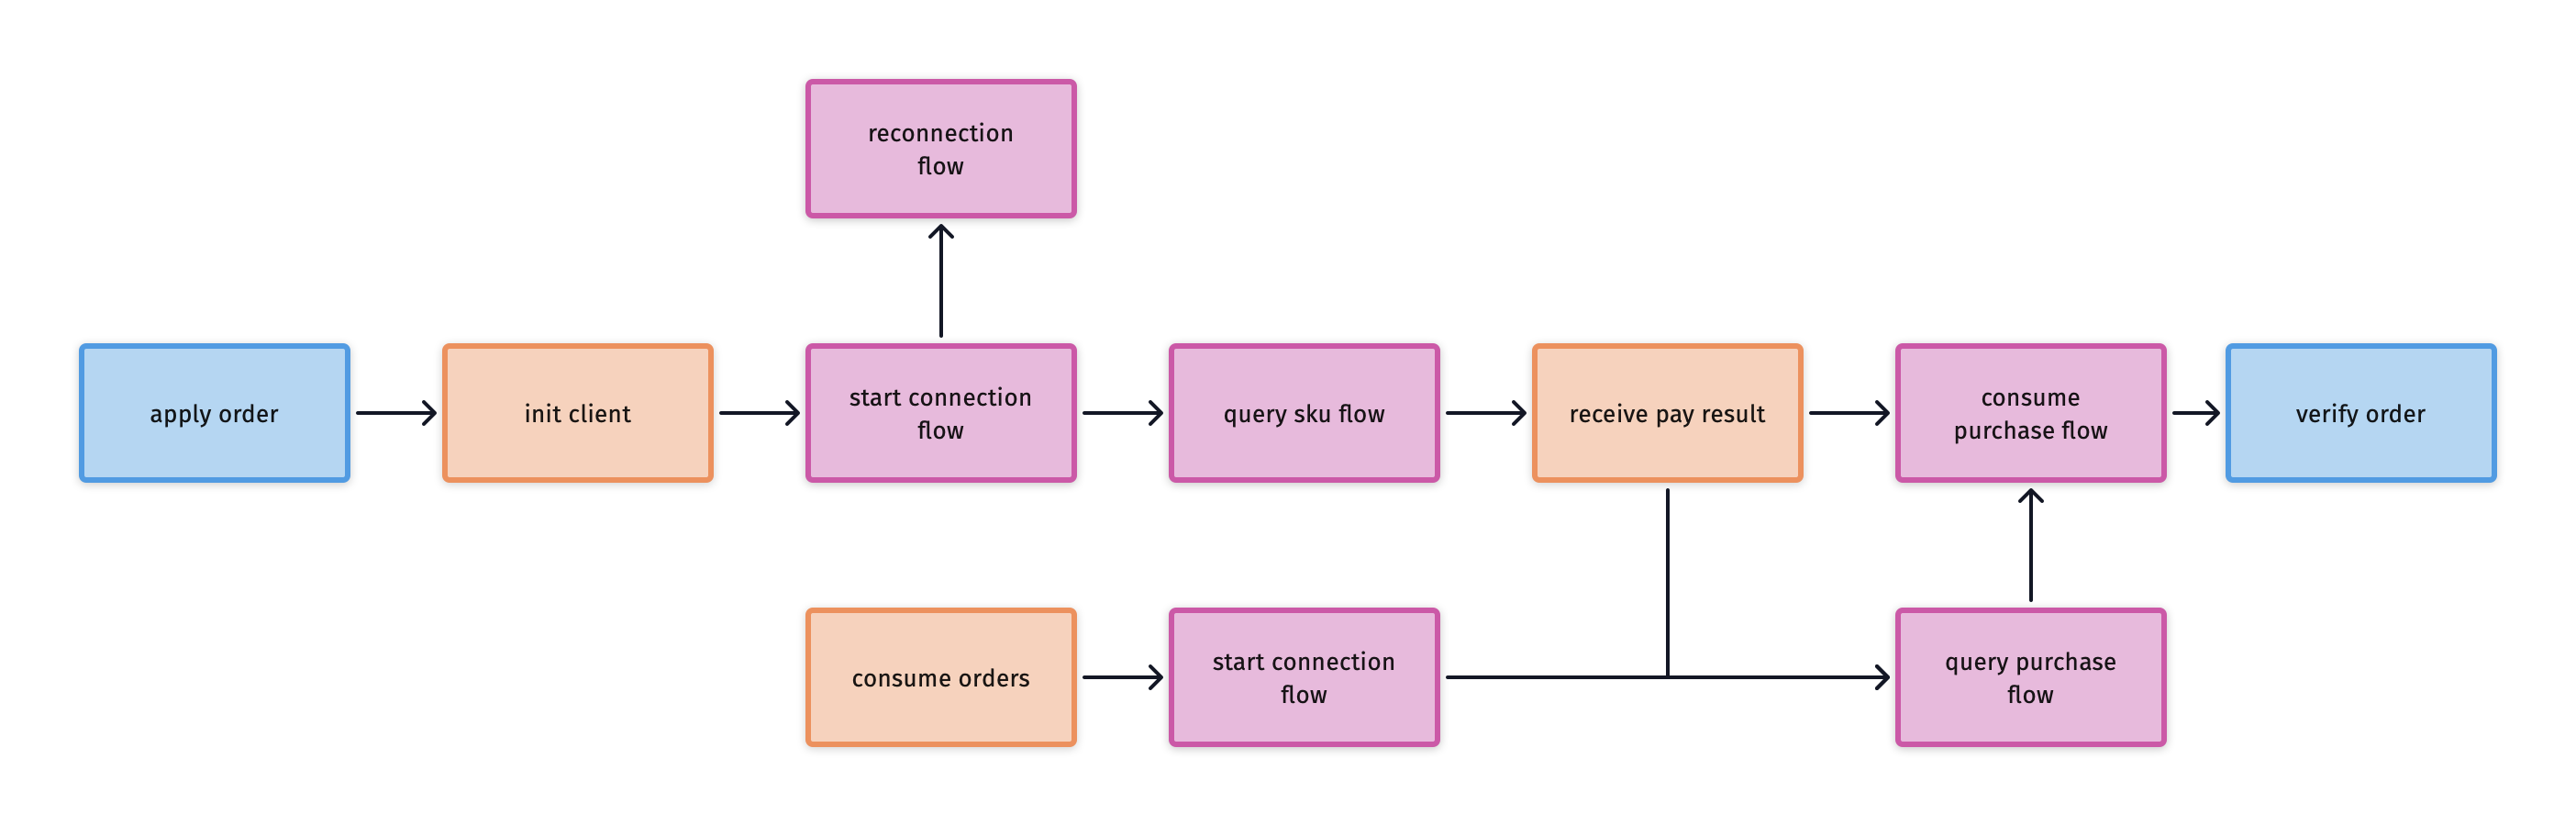 reconnection
flow
apply order
init client
start connection
flow
query sku flow
receive pay result
consume
purchase flow
verify order
consume orders
start connection
flow
query purchase
flow